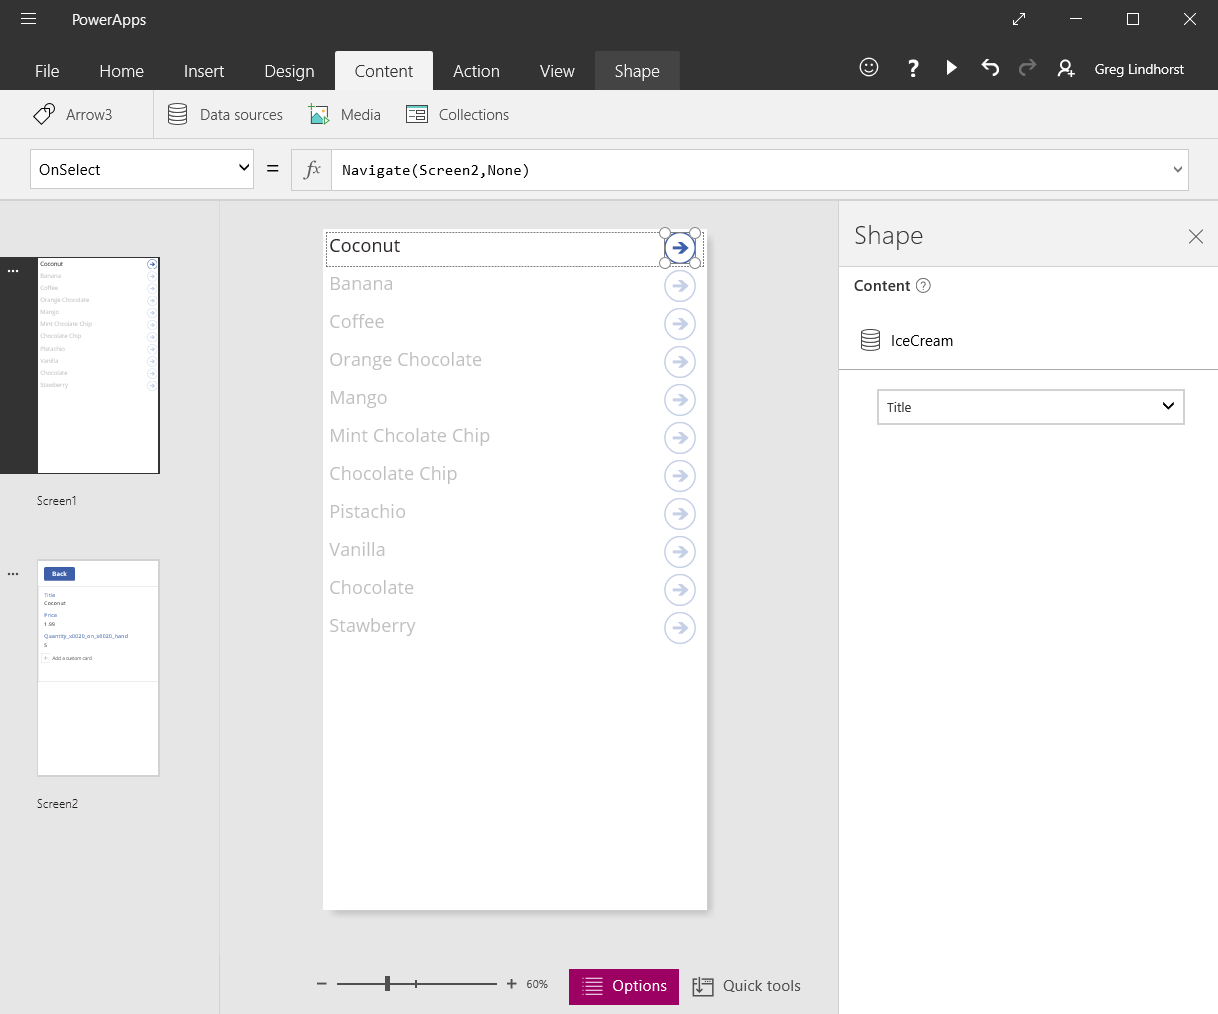 PowerApps
File Home Insert Design Content Action View Shape Greg Lindhorst
Arrow3 Data sources Media Collections
OnSelect = fx Navigate(Screen2,None)
Shape
Content ?
IceCream
Title
Coconut
Banana
Coffee
Orange Chocolate
Mango
Mint Chcolate Chip
Chocolate Chip
Pistachio
Vanilla
Chocolate
Stawberry
Coconut
Banana
Coffee
Orange Chocolate
Mango
Mint Chcolate Chip
Chocolate Chip
Pistachio
Vanilla
Chocolate
Stawberry
Screen1
Back
Title
Coconut
Price
1.99
Quantity_x0020_on_x0020_hand
5
+ Add a custom card
Screen2
60% Options Quick tools